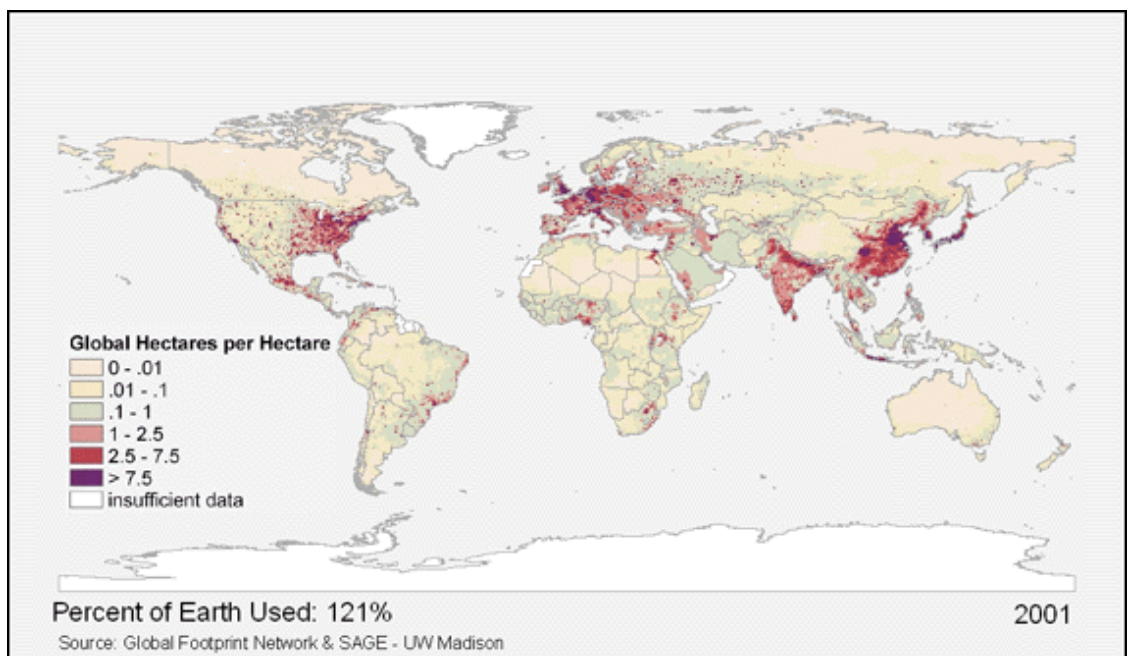 Global Hectares per Hectare
0 - .01
.01 - .1
.1 - 1
1 - 2.5
2.5 - 7.5
> 7.5
insufficient data
Percent of Earth Used: 121%
2001
Source: Global Footprint Network & SAGE - UW Madison